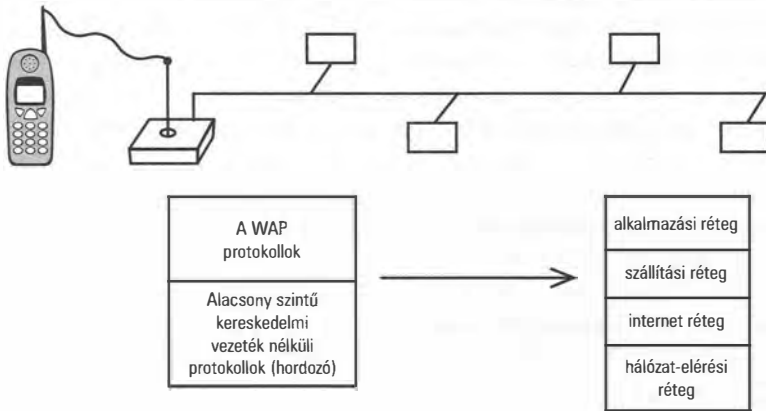 A WAP
protokollok
Alacsony szintű
kereskedelmi
vezeték nélküli
protokollok (hordozó)
alkalmazási réteg
szállítási réteg
internet réteg
hálózat-elérési
réteg